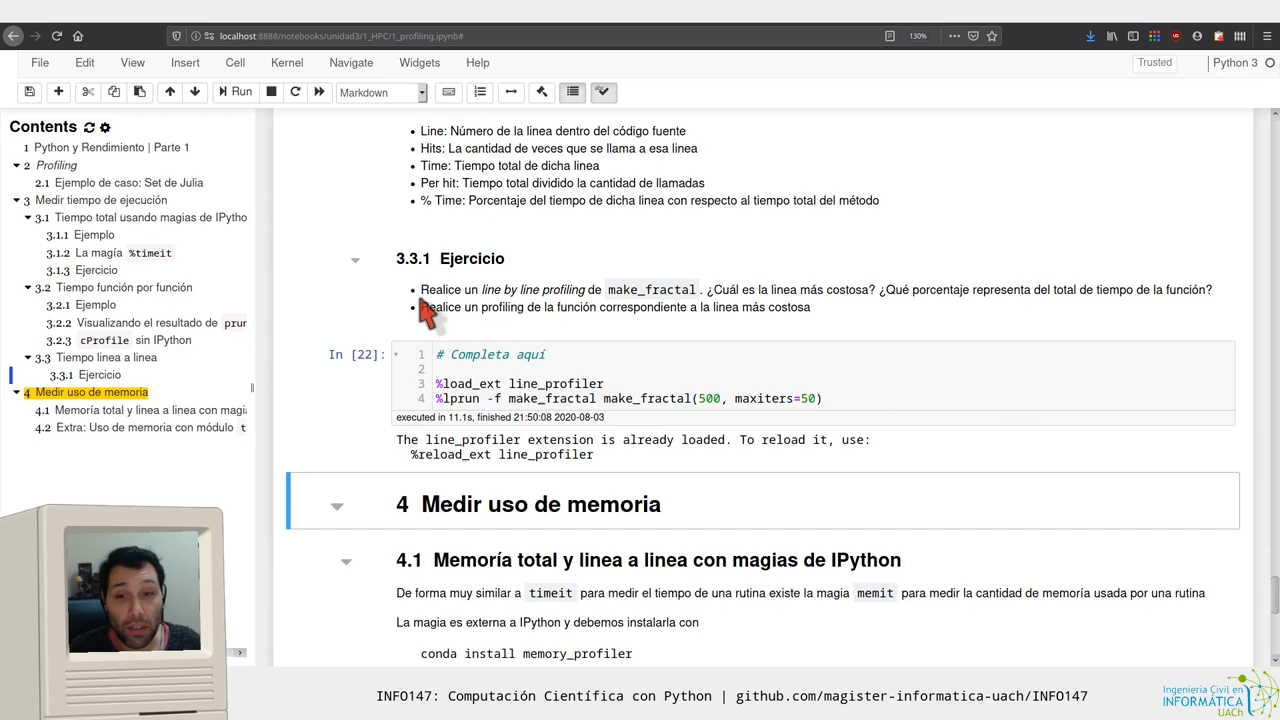 localhost:8888/notebooks/unidad3/1_HPC/1_profiling.ipynb#
130%
File Edit View Insert Cell Kernel Navigate Widgets Help
Trusted
Python 3
Run
Markdown
Contents
1 Python y Rendimiento | Parte 1
2 Profiling
2.1 Ejemplo de caso: Set de Julia
3 Medir tiempo de ejecución
3.1 Tiempo total usando magias de IPytho
3.1.1 Ejemplo
3.1.2 La magía %timeit
3.1.3 Ejercicio
3.2 Tiempo función por función
3.2.1 Ejemplo
3.2.2 Visualizando el resultado de prur
3.2.3 cProfile sin IPython
3.3 Tiempo linea a linea
3.3.1 Ejercicio
4 Medir uso de memoria
4.1 Memoría total y linea a linea con magi
4.2 Extra: Uso de memoria con módulo t
• Line: Número de la linea dentro del código fuente
• Hits: La cantidad de veces que se llama a esa linea
• Time: Tiempo total de dicha linea
• Per hit: Tiempo total dividido la cantidad de llamadas
• % Time: Porcentaje del tiempo de dicha linea con respecto al tiempo total del método
3.3.1 Ejercicio
• Realice un line by line profiling de make_fractal. ¿Cuál es la linea más costosa? ¿Qué porcentaje representa del total de tiempo de la función?
• Realice un profiling de la función correspondiente a la linea más costosa
In [22]:
1 # Completa aquí
2
3 %load_ext line_profiler
4 %lprun -f make_fractal make_fractal(500, maxiters=50)
executed in 11.1s, finished 21:50:08 2020-08-03
The line_profiler extension is already loaded. To reload it, use:
%reload_ext line_profiler
4 Medir uso de memoria
4.1 Memoría total y linea a linea con magias de IPython
De forma muy similar a timeit para medir el tiempo de una rutina existe la magia memit para medir la cantidad de memoría usada por una rutina
La magia es externa a IPython y debemos instalarla con
conda install memory_profiler
INFO147: Computación Científica con Python | github.com/magister-informatica-uach/INFO147
Ingeniería Civil en
INFORMÁTICA
UACh